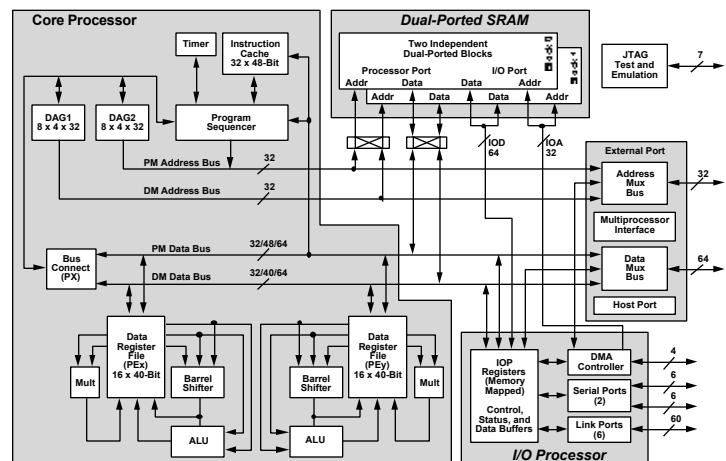 Core Processor
Timer
Instruction
Cache
32 x 48-Bit
DAG1
8 x 4 x 32
DAG2
8 x 4 x 32
Program
Sequencer
PM Address Bus
32
DM Address Bus
32
Bus
Connect
(PX)
PM Data Bus
32/48/64
DM Data Bus
32/40/64
Data
Register
File
(PEx)
16 x 40-Bit
Mult
Barrel
Shifter
ALU
Data
Register
File
(PEy)
16 x 40-Bit
Barrel
Shifter
Mult
ALU
Dual-Ported SRAM
Two Independent
Dual-Ported Blocks
Processor Port
I/O Port
Addr
Data
Data
Addr
Addr
Data
Data
Addr
IOD
64
IOA
32
JTAG
Test and
Emulation
7
External Port
Address
Mux
Bus
32
Multiprocessor
Interface
Data
Mux
Bus
64
Host Port
IOP
Registers
(Memory
Mapped)
Control,
Status, and
Data Buffers
DMA
Controller
4
Serial Ports
(2)
6
6
Link Ports
(6)
60
I/O Processor